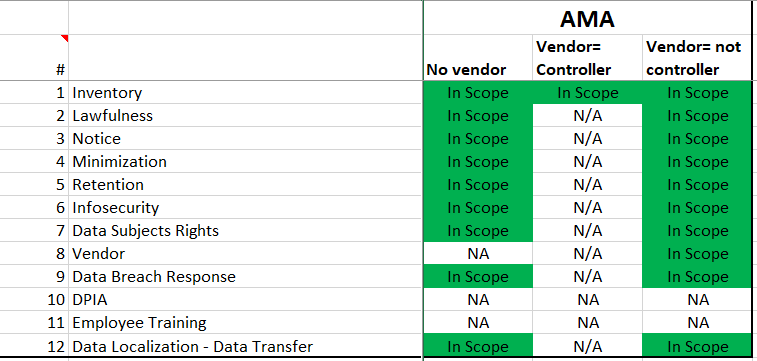 AMA
# No vendor Vendor= Controller Vendor= not controller
1 Inventory In Scope In Scope In Scope
2 Lawfulness In Scope N/A In Scope
3 Notice In Scope N/A In Scope
4 Minimization In Scope N/A In Scope
5 Retention In Scope N/A In Scope
6 Infosecurity In Scope N/A In Scope
7 Data Subjects Rights In Scope N/A In Scope
8 Vendor NA N/A In Scope
9 Data Breach Response In Scope N/A In Scope
10 DPIA NA NA NA
11 Employee Training NA NA NA
12 Data Localization - Data Transfer In Scope N/A In Scope